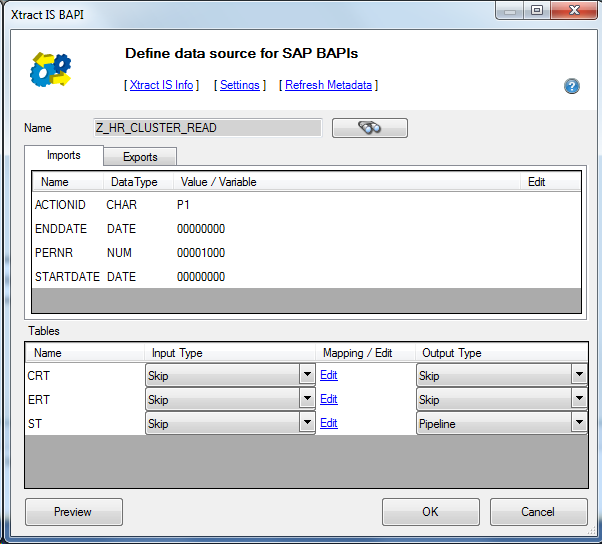 Xtract IS BAPI
Define data source for SAP BAPIs
[ Xtract IS Info ] [ Settings ] [ Refresh Metadata ]
?
Name Z_HR_CLUSTER_READ
Imports Exports
Name DataType Value / Variable Edit
ACTIONID CHAR P1
ENDDATE DATE 00000000
PERNR NUM 00001000
STARTDATE DATE 00000000
Tables
Name Input Type Mapping / Edit Output Type
CRT Skip Edit Skip
ERT Skip Edit Skip
ST Skip Edit Pipeline
Preview OK Cancel